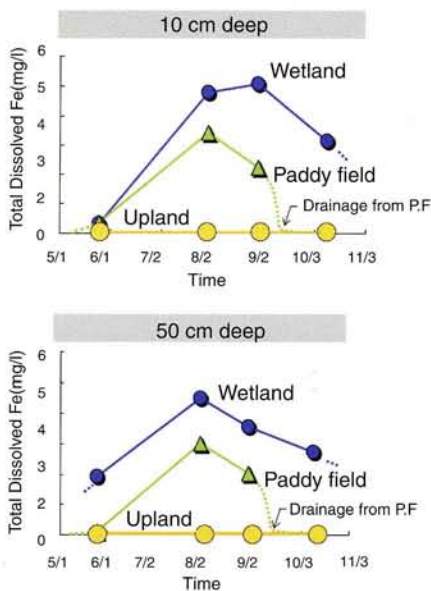 10 cm deep
Total Dissolved Fe(mg/l)
6
5
4
3
2
0
Wetland
Paddy field
Upland
Drainage from P.F
5/1 6/1 7/2 8/2 9/2 10/3 11/3
Time
50 cm deep
Total Dissolved Fe(mg/l)
6
5
4
3
2
0
Wetland
Paddy field
Upland
Drainage from P.F
5/1 6/1 7/2 8/2 9/2 10/3 11/3
Time